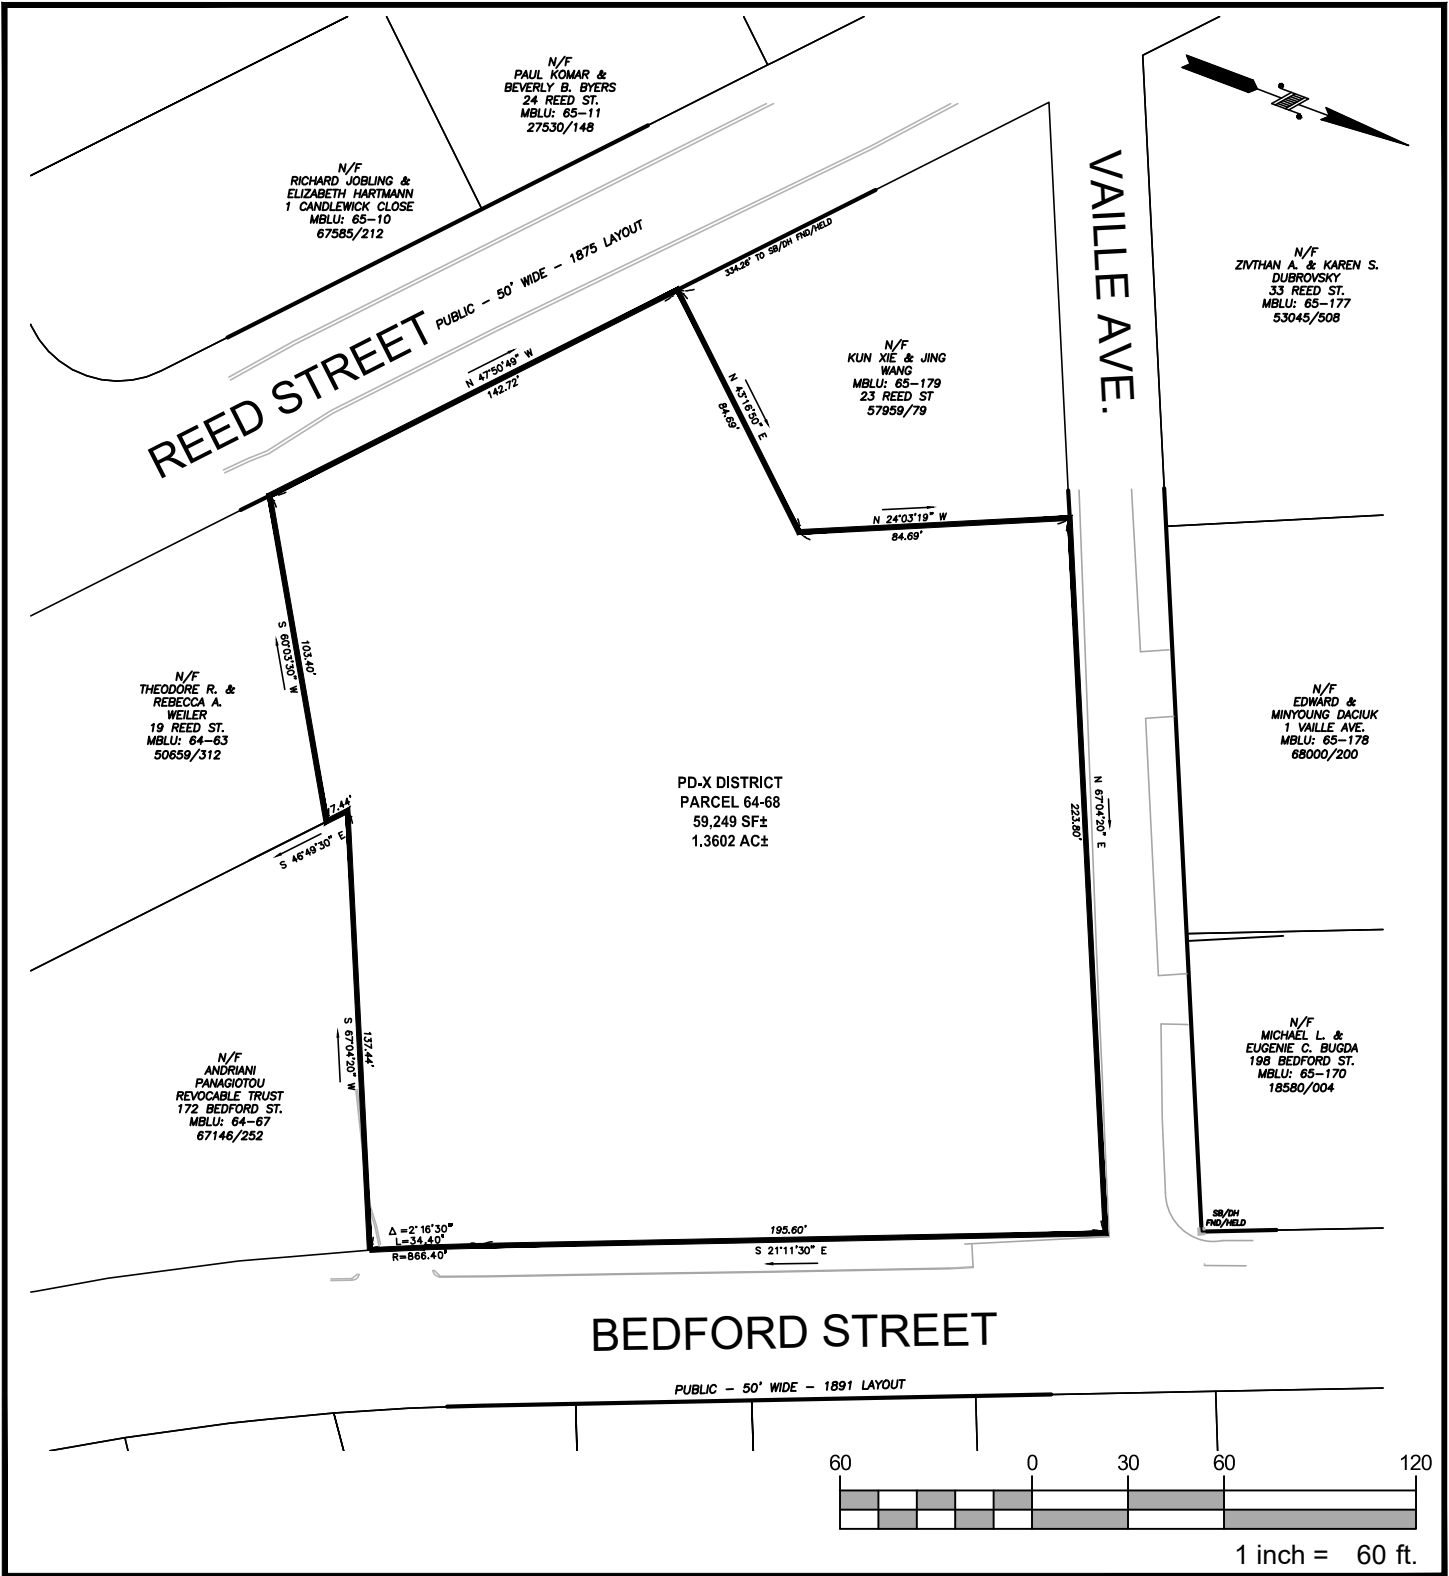 N/F
PAUL KOMAR &
BEVERLY B. BYERS
24 REED ST.
MBLU: 65-11
27530/148
N/F
RICHARD JOBLING &
ELIZABETH HARTMANN
1 CANDLEWICK CLOSE
MBLU: 65-10
67585/212
REED STREET
PUBLIC - 50' WIDE - 1875 LAYOUT
334.26' TO SB/DH FND/HELD
VAILLE AVE.
N/F
ZIVTHAN A. & KAREN S.
DUBROVSKY
33 REED ST.
MBLU: 65-177
53045/508
N/F
KUN XIE & JING
WANG
MBLU: 65-179
23 REED ST
57959/79
N 47°50'49" W
142.72'
N 43°16'50" E
84.69'
N 24°03'19" W
84.69'
S 60°03'30" W
103.40'
N/F
THEODORE R. &
REBECCA A.
WEILER
19 REED ST.
MBLU: 64-63
50659/312
7.44'
S 46°49'30" E
PD-X DISTRICT
PARCEL 64-68
59,249 SF±
1.3602 AC±
N 67°04'20" E
223.80'
N/F
EDWARD &
MINYOUNG DACIUK
1 VAILLE AVE.
MBLU: 65-178
68000/200
N/F
MICHAEL L. &
EUGENIE C. BUGDA
198 BEDFORD ST.
MBLU: 65-170
18580/004
S 67°04'20" W
137.44'
N/F
ANDRIANI
PANAGIOTOU
REVOCABLE TRUST
172 BEDFORD ST.
MBLU: 64-67
67146/252
Δ =2°16'30"
L=34.40'
R=866.40'
195.60'
S 21°11'30" E
SB/DH
FND/HELD
BEDFORD STREET
PUBLIC - 50' WIDE - 1891 LAYOUT
60 0 30 60 120
1 inch = 60 ft.